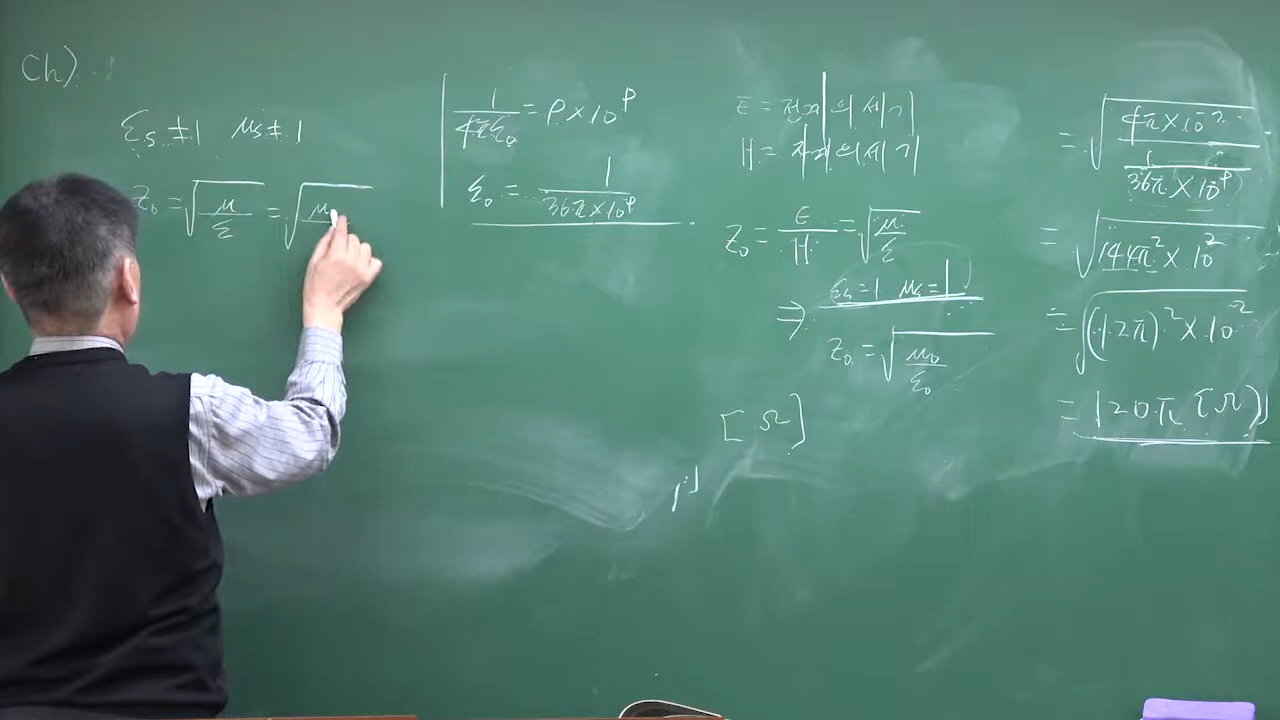 Ch)
εs ≠ 1 μs ≠ 1
Z₀ = √(μ/ε) = √(μ
1/(4πε₀) = 9×10⁹
ε₀ = 1/(36π×10⁹)
E = 전계의 세기
H = 자계의 세기
Z₀ = E/H = √(μ/ε)
⇒ εs=1 μs=1
Z₀ = √(μ₀/ε₀)
[Ω]
= √(4π×10⁻⁷ / (1/(36π×10⁹)))
= √(144π²×10²)
= √((12π)²×10²)
= 120π [Ω]